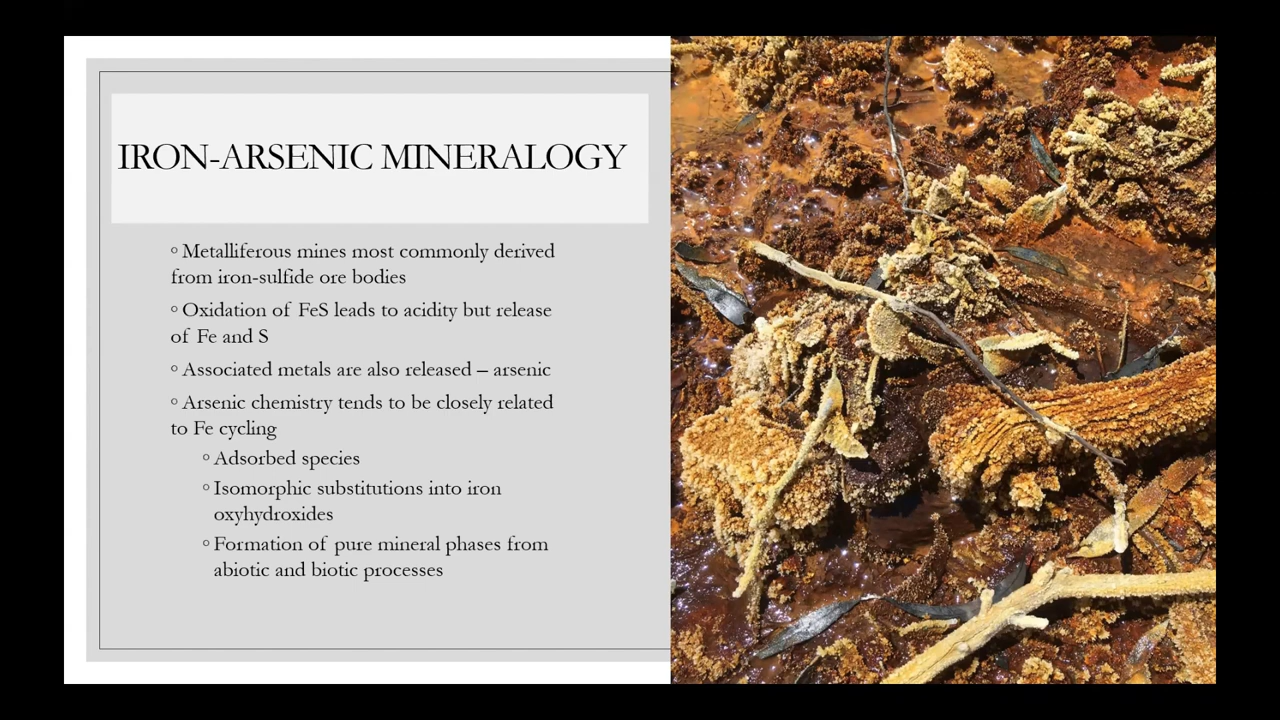 IRON-ARSENIC MINERALOGY
◦ Metalliferous mines most commonly derived
from iron-sulfide ore bodies
◦ Oxidation of FeS leads to acidity but release
of Fe and S
◦ Associated metals are also released – arsenic
◦ Arsenic chemistry tends to be closely related
to Fe cycling
◦ Adsorbed species
◦ Isomorphic substitutions into iron
oxyhydroxides
◦ Formation of pure mineral phases from
abiotic and biotic processes